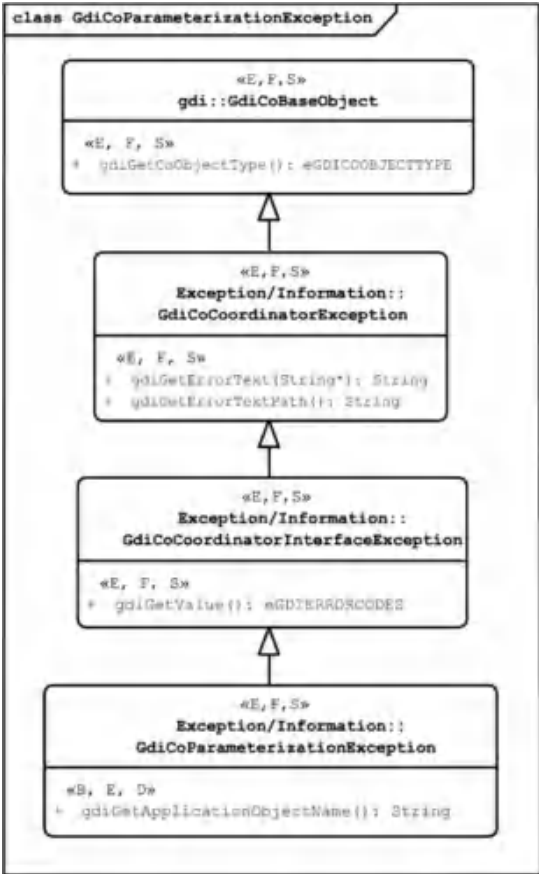 class GdiCoParameterizationException
«E,F,S»
gdi::GdiCoBaseObject
«E, F, S»
+ gdiGetCoObjectType(): eGDICOOBJECTTYPE
«E,F,S»
Exception/Information::
GdiCoCoordinatorException
«E, F, S»
+ gdiGetErrorText(String*): String
+ gdiGetErrorTextPath(): String
«E,F,S»
Exception/Information::
GdiCoCoordinatorInterfaceException
«E, F, S»
+ gdiGetValue(): eGDIERRORCODES
«E,F,S»
Exception/Information::
GdiCoParameterizationException
«B, E, D»
+ gdiGetApplicationObjectName(): String